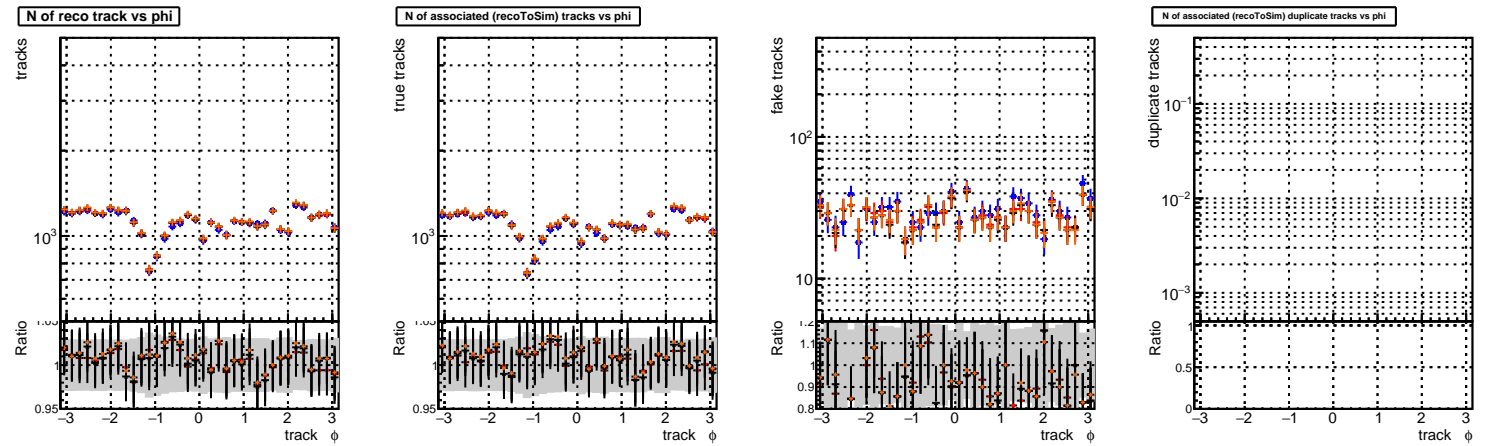 N of reco track vs phi
tracks
10³
Ratio
1.05
1
0.95
−3 −2 −1 0 1 2 3
track ϕ
N of associated (recoToSim) tracks vs phi
true tracks
10³
Ratio
1.05
1
0.95
−3 −2 −1 0 1 2 3
track ϕ
fake tracks
10²
10
Ratio
1.2
1.1
1
0.9
0.8
−3 −2 −1 0 1 2 3
track ϕ
N of associated (recoToSim) duplicate tracks vs phi
duplicate tracks
10⁻¹
10⁻²
10⁻³
Ratio
1
0.5
0
−3 −2 −1 0 1 2 3
track ϕ